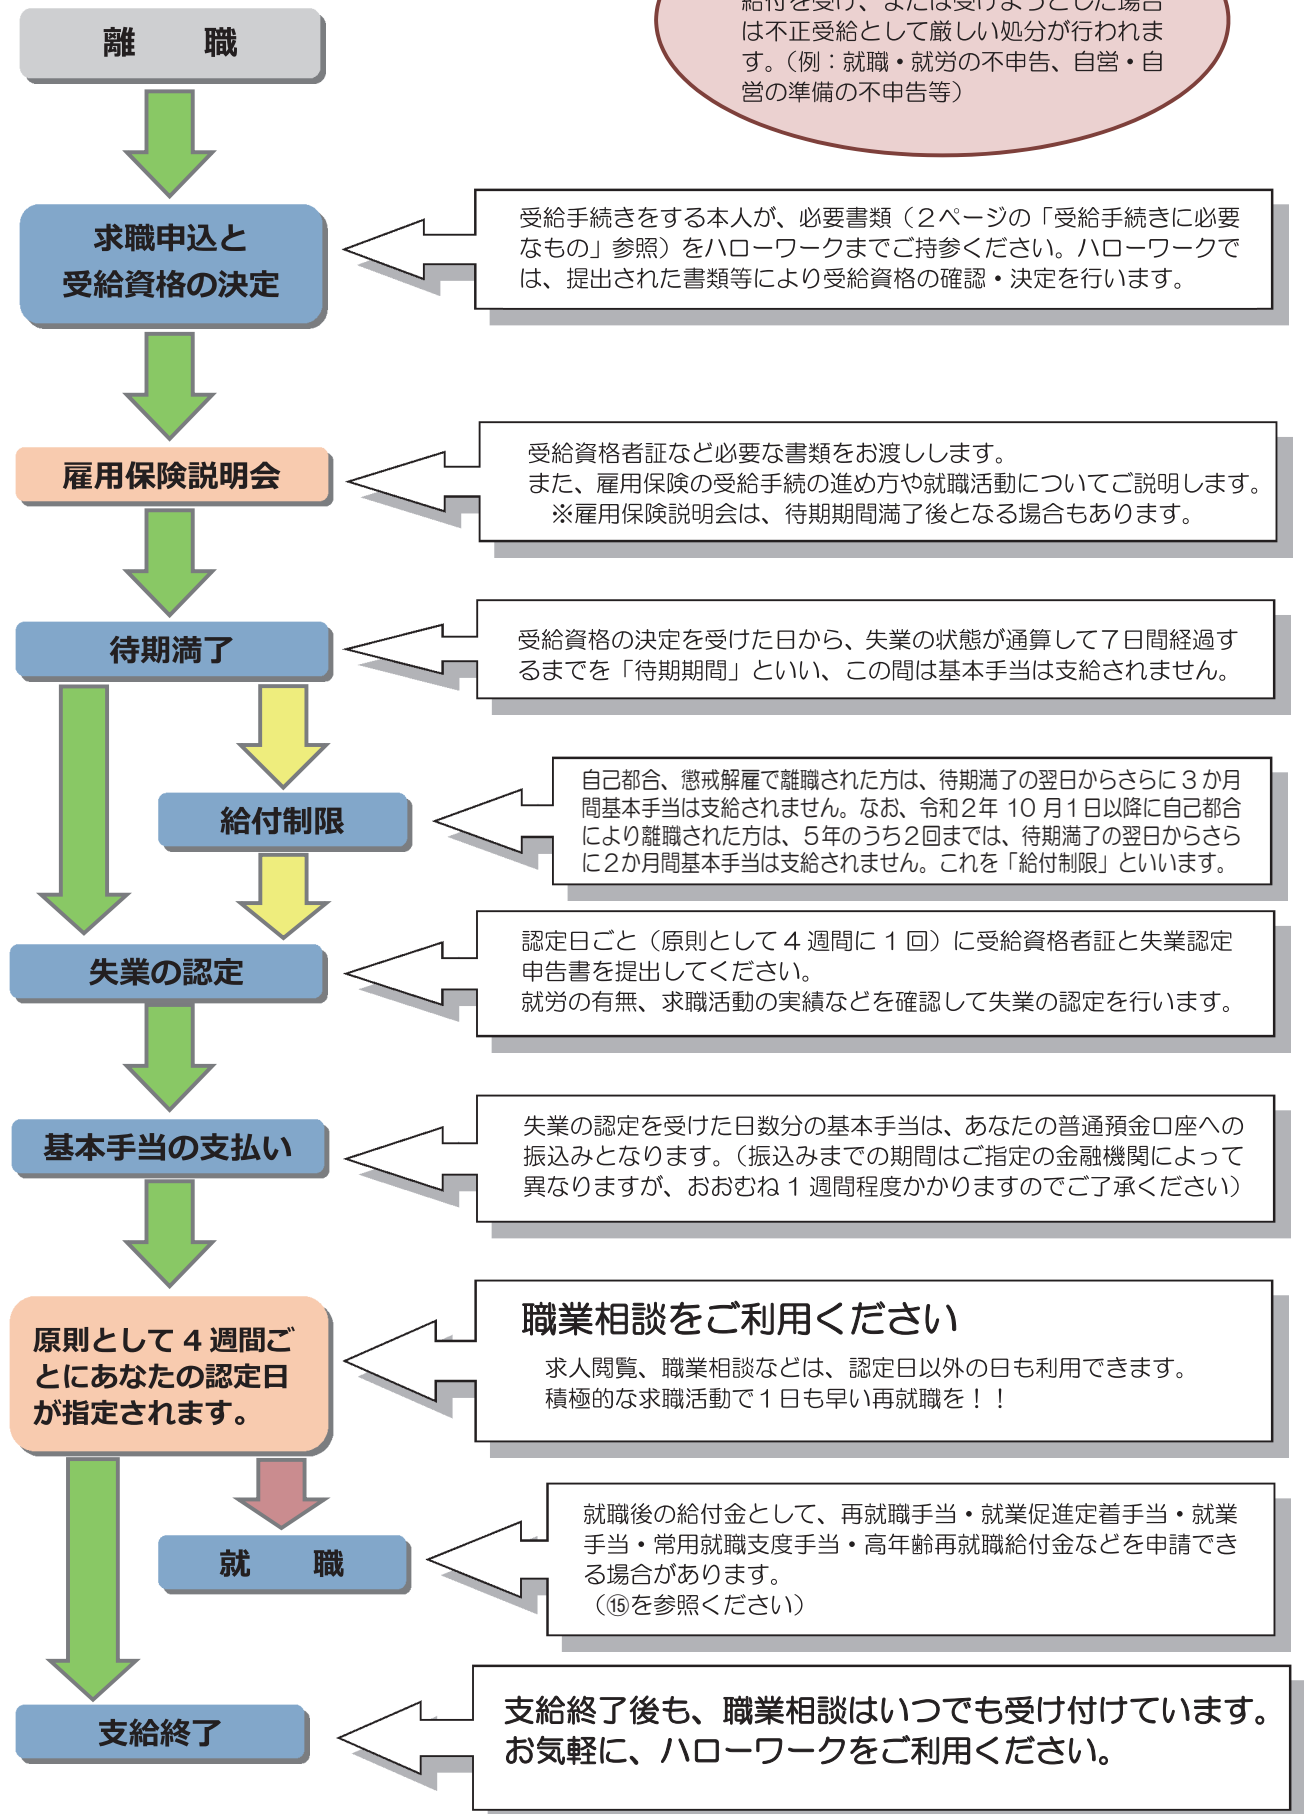 給付を受け、または受けようとした場合
は不正受給として厳しい処分が行われま
す。（例：就職・就労の不申告、自営・自
営の準備の不申告等）
離　職
求職申込と
受給資格の決定
受給手続きをする本人が、必要書類（２ページの「受給手続きに必要
なもの」参照）をハローワークまでご持参ください。ハローワークで
は、提出された書類等により受給資格の確認・決定を行います。
雇用保険説明会
受給資格者証など必要な書類をお渡しします。
また、雇用保険の受給手続の進め方や就職活動についてご説明します。
※雇用保険説明会は、待期期間満了後となる場合もあります。
待期満了
受給資格の決定を受けた日から、失業の状態が通算して７日間経過す
るまでを「待期期間」といい、この間は基本手当は支給されません。
給付制限
自己都合、懲戒解雇で離職された方は、待期満了の翌日からさらに３か月
間基本手当は支給されません。なお、令和２年 10 月１日以降に自己都合
により離職された方は、５年のうち２回までは、待期満了の翌日からさら
に２か月間基本手当は支給されません。これを「給付制限」といいます。
失業の認定
認定日ごと（原則として４週間に１回）に受給資格者証と失業認定
申告書を提出してください。
就労の有無、求職活動の実績などを確認して失業の認定を行います。
基本手当の支払い
失業の認定を受けた日数分の基本手当は、あなたの普通預金口座への
振込みとなります。（振込みまでの期間はご指定の金融機関によって
異なりますが、おおむね１週間程度かかりますのでご了承ください）
原則として４週間ご
とにあなたの認定日
が指定されます。
職業相談をご利用ください
求人閲覧、職業相談などは、認定日以外の日も利用できます。
積極的な求職活動で１日も早い再就職を！！
就　職
就職後の給付金として、再就職手当・就業促進定着手当・就業
手当・常用就職支度手当・高年齢再就職給付金などを申請でき
る場合があります。
（⑮を参照ください）
支給終了
支給終了後も、職業相談はいつでも受け付けています。
お気軽に、ハローワークをご利用ください。